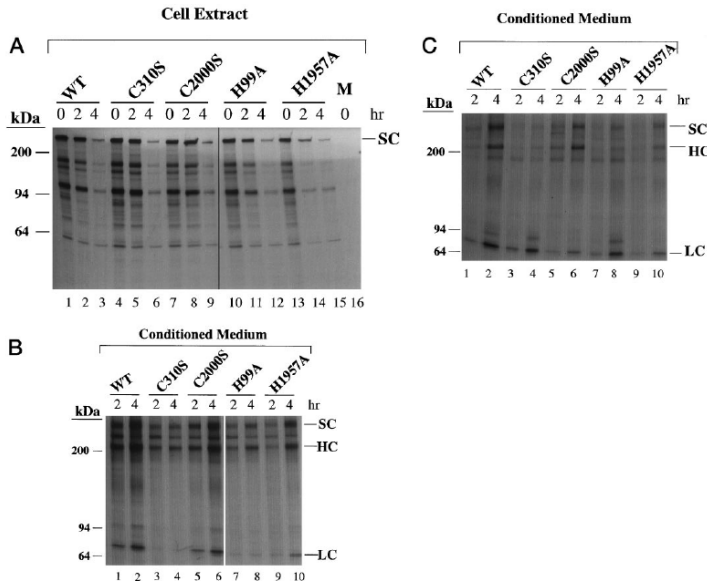 Cell Extract
A
WT C310S C2000S H99A H1957A M
kDa 0 2 4 0 2 4 0 2 4 0 2 4 0 2 4 0 hr
SC
200
94
64
1 2 3 4 5 6 7 8 9 10 11 12 13 14 15 16
B
Conditioned Medium
WT C310S C2000S H99A H1957A
kDa 2 4 2 4 2 4 2 4 2 4 hr
SC
HC
200
94
64
LC
1 2 3 4 5 6 7 8 9 10
C
Conditioned Medium
WT C310S C2000S H99A H1957A
kDa 2 4 2 4 2 4 2 4 2 4 hr
SC
HC
200
94
64
LC
1 2 3 4 5 6 7 8 9 10